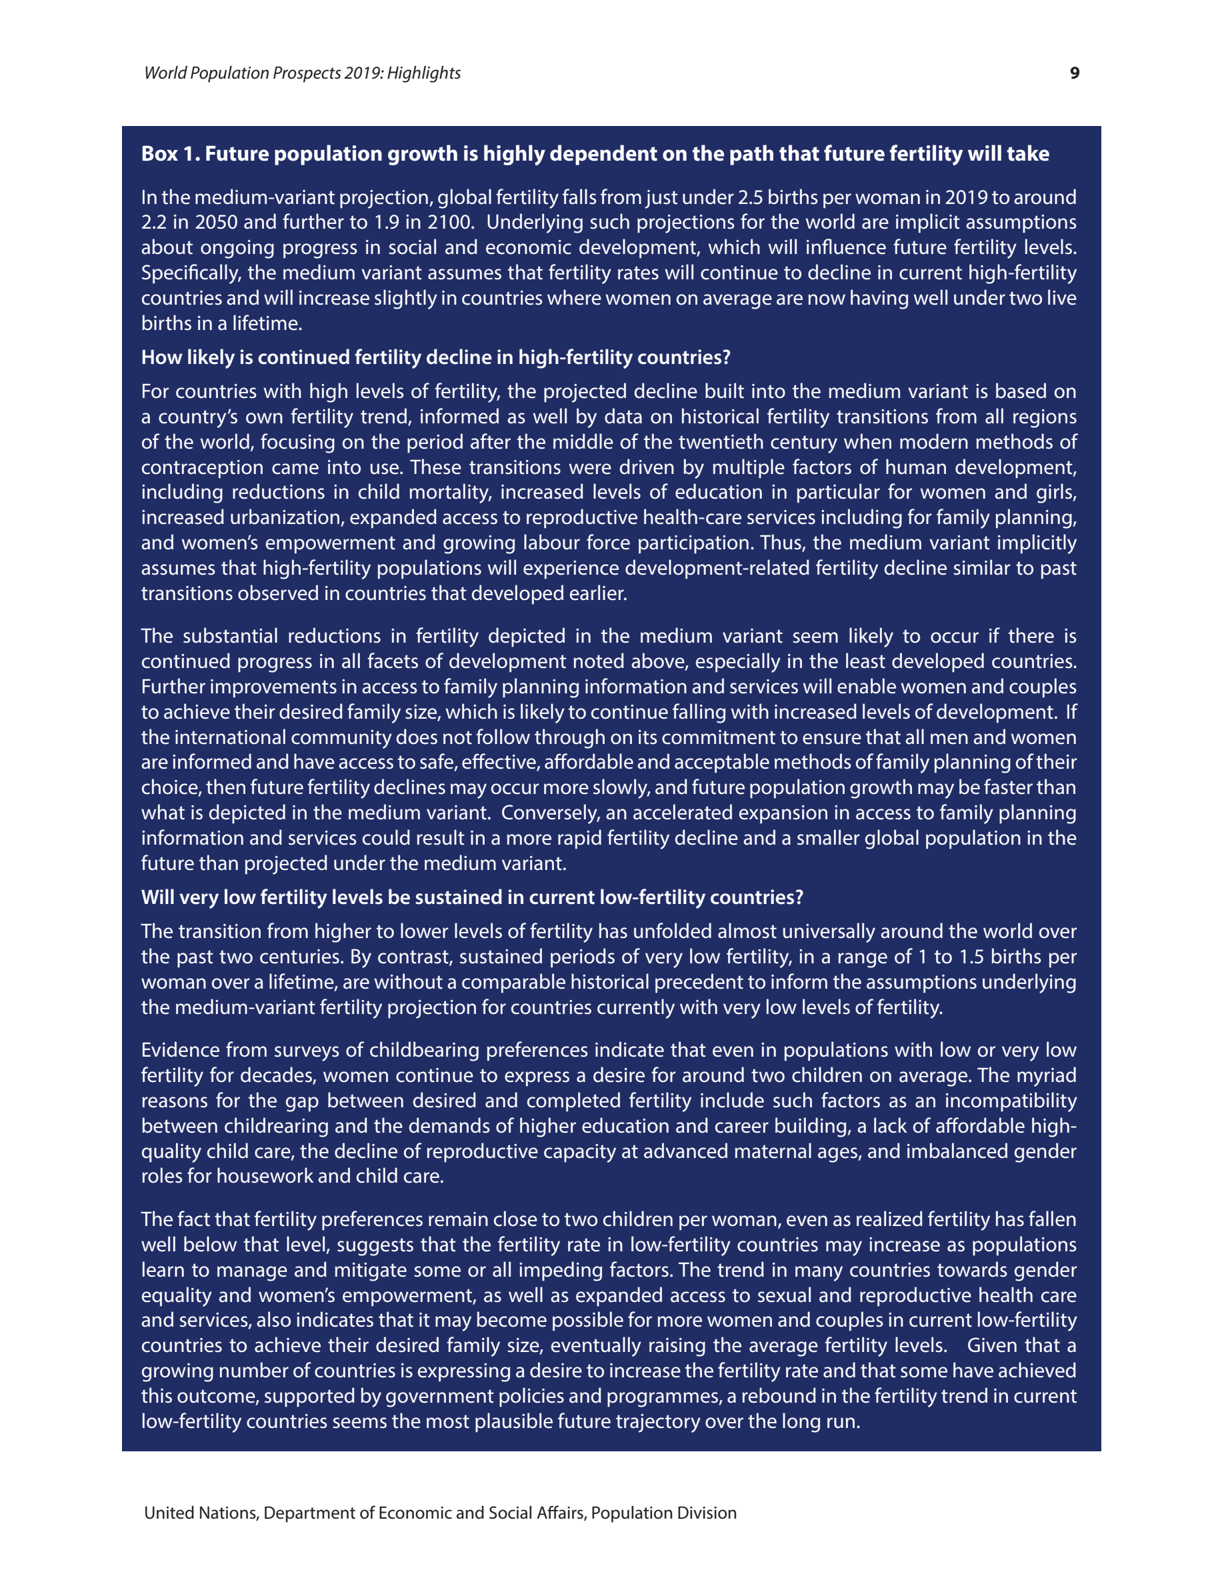 World Population Prospects 2019: Highlights
9
Box 1. Future population growth is highly dependent on the path that future fertility will take
In the medium-variant projection, global fertility falls from just under 2.5 births per woman in 2019 to around
2.2 in 2050 and further to 1.9 in 2100. Underlying such projections for the world are implicit assumptions
about ongoing progress in social and economic development, which will influence future fertility levels.
Specifically, the medium variant assumes that fertility rates will continue to decline in current high-fertility
countries and will increase slightly in countries where women on average are now having well under two live
births in a lifetime.
How likely is continued fertility decline in high-fertility countries?
For countries with high levels of fertility, the projected decline built into the medium variant is based on
a country’s own fertility trend, informed as well by data on historical fertility transitions from all regions
of the world, focusing on the period after the middle of the twentieth century when modern methods of
contraception came into use. These transitions were driven by multiple factors of human development,
including reductions in child mortality, increased levels of education in particular for women and girls,
increased urbanization, expanded access to reproductive health-care services including for family planning,
and women’s empowerment and growing labour force participation. Thus, the medium variant implicitly
assumes that high-fertility populations will experience development-related fertility decline similar to past
transitions observed in countries that developed earlier.
The substantial reductions in fertility depicted in the medium variant seem likely to occur if there is
continued progress in all facets of development noted above, especially in the least developed countries.
Further improvements in access to family planning information and services will enable women and couples
to achieve their desired family size, which is likely to continue falling with increased levels of development. If
the international community does not follow through on its commitment to ensure that all men and women
are informed and have access to safe, effective, affordable and acceptable methods of family planning of their
choice, then future fertility declines may occur more slowly, and future population growth may be faster than
what is depicted in the medium variant. Conversely, an accelerated expansion in access to family planning
information and services could result in a more rapid fertility decline and a smaller global population in the
future than projected under the medium variant.
Will very low fertility levels be sustained in current low-fertility countries?
The transition from higher to lower levels of fertility has unfolded almost universally around the world over
the past two centuries. By contrast, sustained periods of very low fertility, in a range of 1 to 1.5 births per
woman over a lifetime, are without a comparable historical precedent to inform the assumptions underlying
the medium-variant fertility projection for countries currently with very low levels of fertility.
Evidence from surveys of childbearing preferences indicate that even in populations with low or very low
fertility for decades, women continue to express a desire for around two children on average. The myriad
reasons for the gap between desired and completed fertility include such factors as an incompatibility
between childrearing and the demands of higher education and career building, a lack of affordable high-
quality child care, the decline of reproductive capacity at advanced maternal ages, and imbalanced gender
roles for housework and child care.
The fact that fertility preferences remain close to two children per woman, even as realized fertility has fallen
well below that level, suggests that the fertility rate in low-fertility countries may increase as populations
learn to manage and mitigate some or all impeding factors. The trend in many countries towards gender
equality and women’s empowerment, as well as expanded access to sexual and reproductive health care
and services, also indicates that it may become possible for more women and couples in current low-fertility
countries to achieve their desired family size, eventually raising the average fertility levels. Given that a
growing number of countries is expressing a desire to increase the fertility rate and that some have achieved
this outcome, supported by government policies and programmes, a rebound in the fertility trend in current
low-fertility countries seems the most plausible future trajectory over the long run.
United Nations, Department of Economic and Social Affairs, Population Division